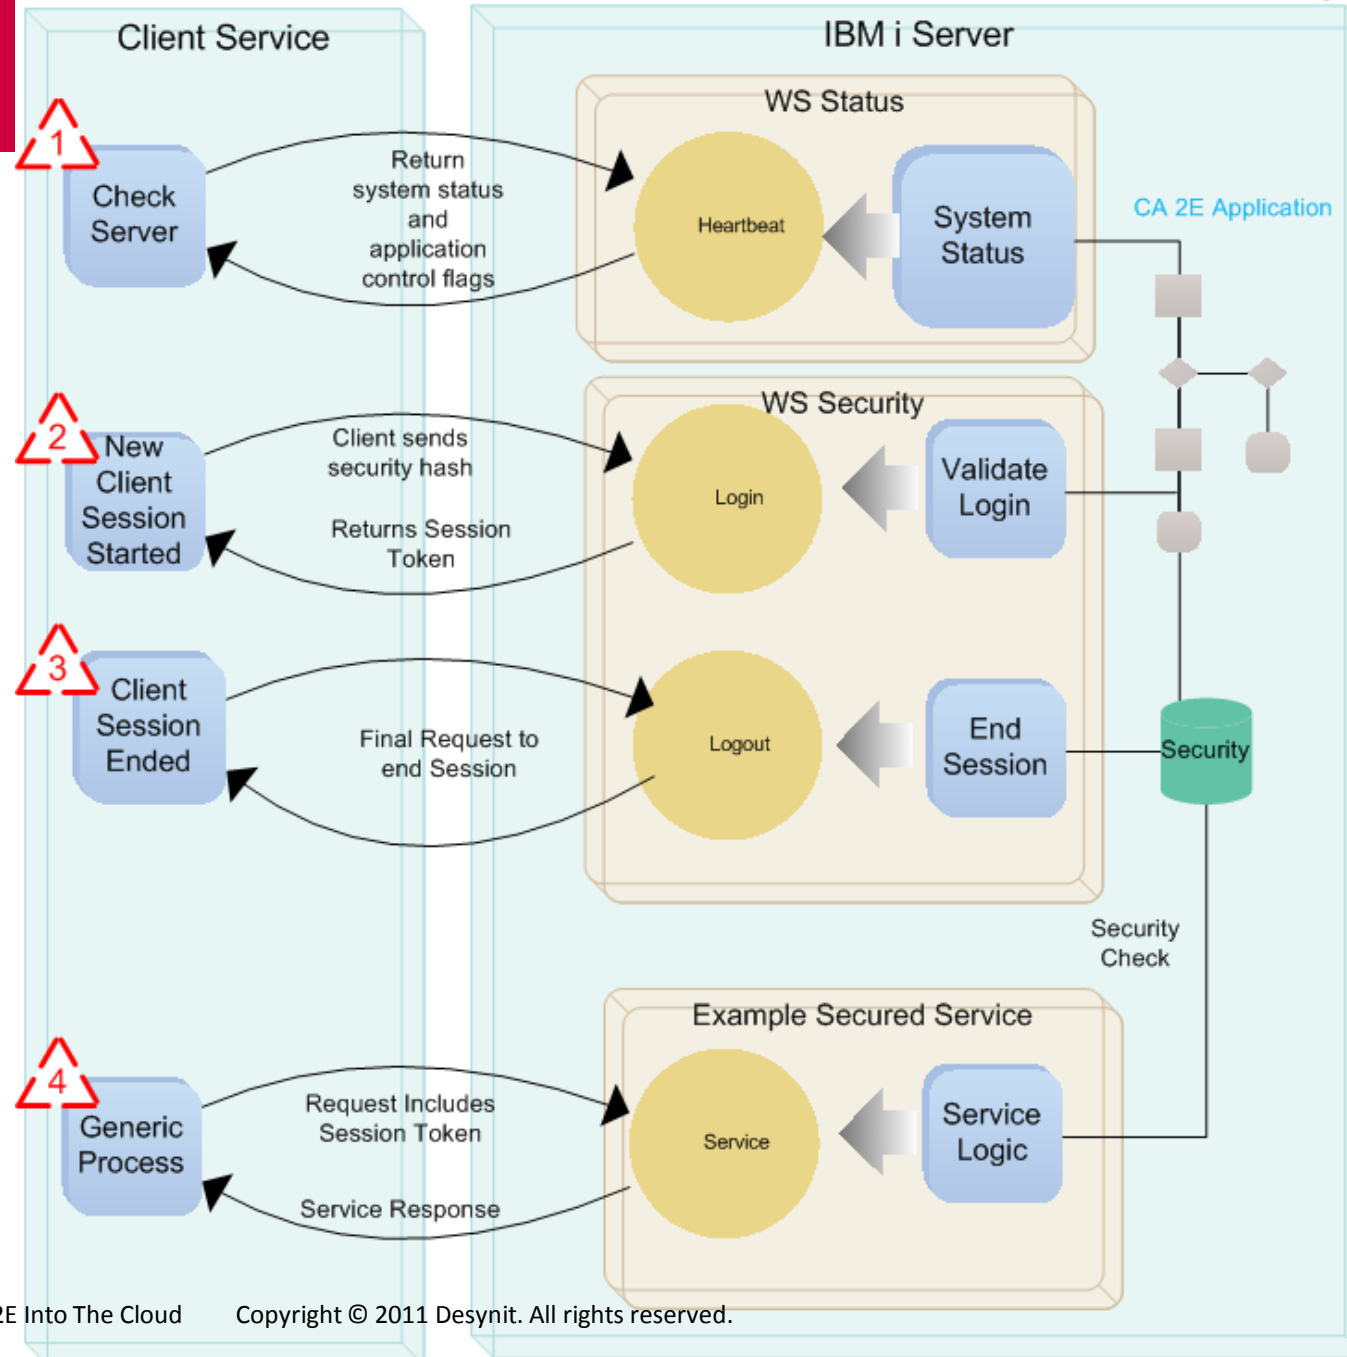 Client Service
IBM i Server
1
Check
Server
Return
system status
and
application
control flags
WS Status
Heartbeat
System
Status
CA 2E Application
2
New
Client
Session
Started
Client sends
security hash
Returns Session
Token
WS Security
Login
Validate
Login
3
Client
Session
Ended
Final Request to
end Session
Logout
End
Session
Security
Security
Check
4
Generic
Process
Request Includes
Session Token
Service Response
Example Secured Service
Service
Service
Logic
2E Into The Cloud Copyright © 2011 Desynit. All rights reserved.